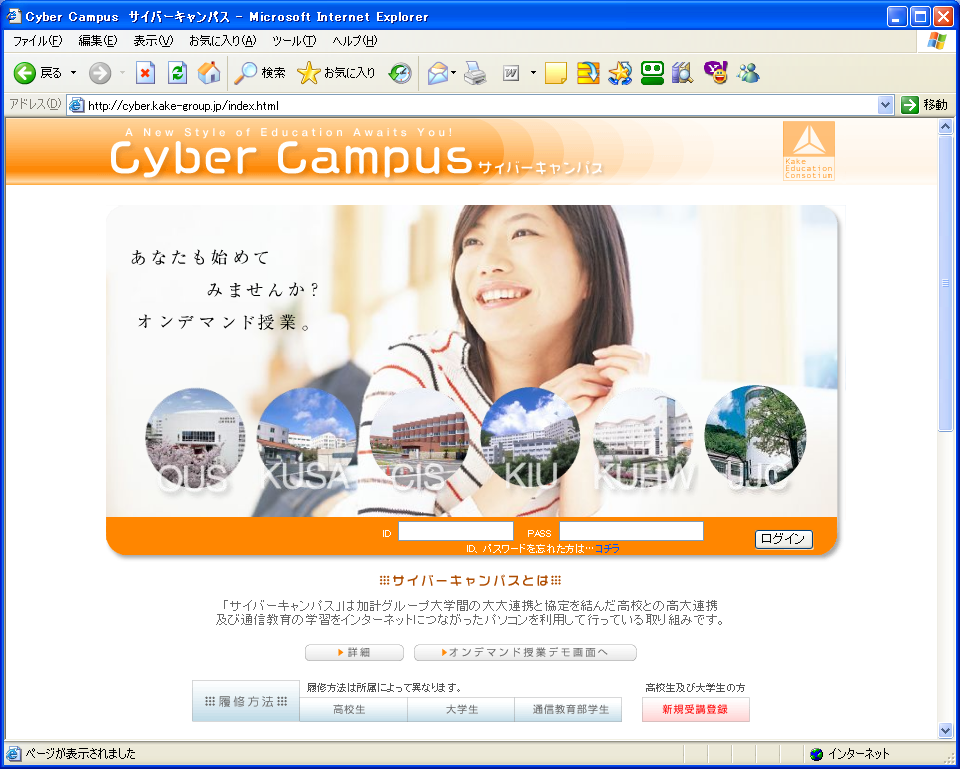 Cyber Campus サイバーキャンパス - Microsoft Internet Explorer
ファイル(F) 編集(E) 表示(V) お気に入り(A) ツール(T) ヘルプ(H)
戻る 検索 お気に入り
アドレス(D) http://cyber.kake-group.jp/index.html 移動
A New Style of Education Awaits You!
Cyber Campus サイバーキャンパス
Kake
Education
Consotium
あなたも始めて
みませんか?
オンデマンド授業。
OUS KUSA CIS KIU KUHW UJC
ID PASS ログイン
ID、パスワードを忘れた方は…コチラ
サイバーキャンパスとは
「サイバーキャンパス」は加計グループ大学間の大大連携と協定を結んだ高校との高大連携
及び通信教育の学習をインターネットにつながったパソコンを利用して行っている取り組みです。
詳細 オンデマンド授業デモ画面へ
履修方法は所属によって異なります。 高校生及び大学生の方
履修方法 高校生 大学生 通信教育部学生 新規受講登録
ページが表示されました インターネット